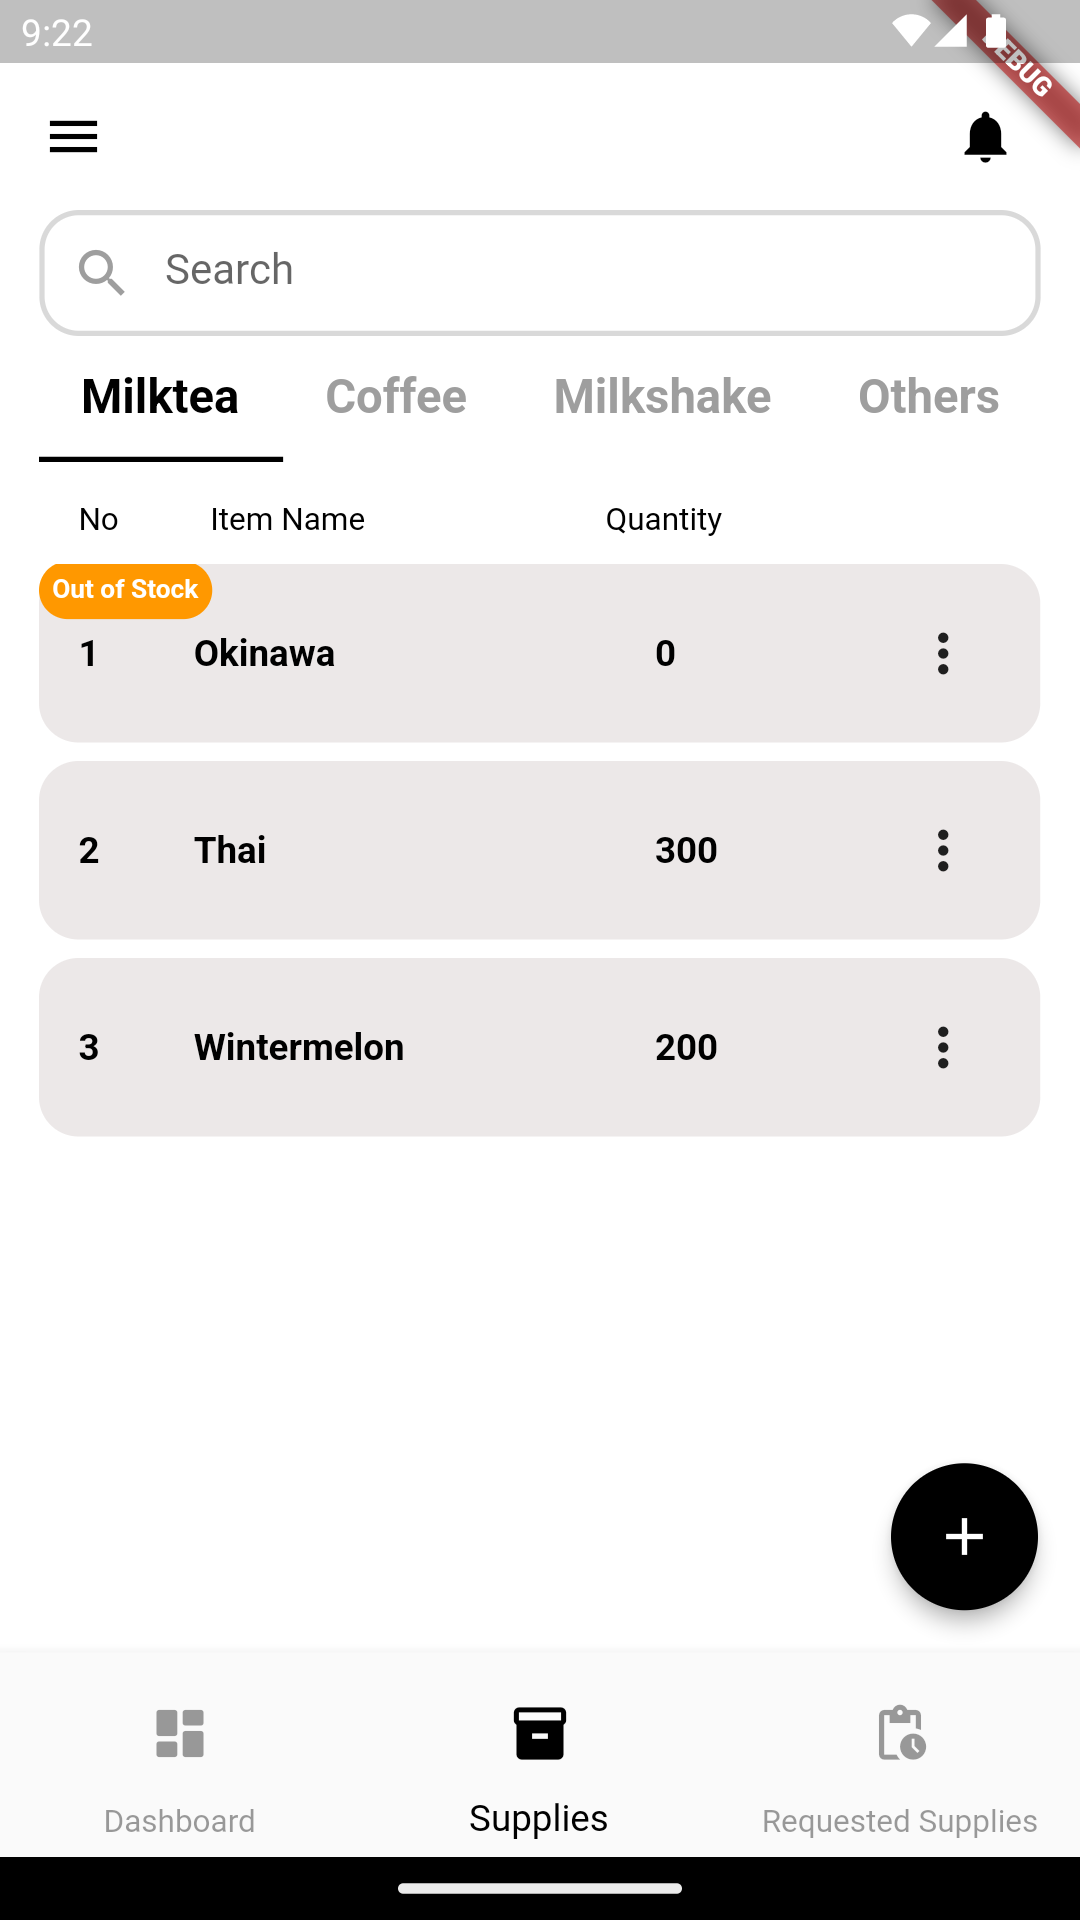 9:22
DEBUG
Search
Milktea Coffee Milkshake Others
No Item Name Quantity
Out of Stock
1 Okinawa 0
2 Thai 300
3 Wintermelon 200
Dashboard Supplies Requested Supplies